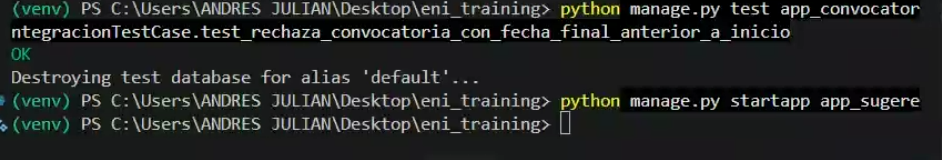 (venv) PS C:\Users\ANDRES JULIAN\Desktop\eni_training> python manage.py test app_convocator
ntegracionTestCase.test_rechaza_convocatoria_con_fecha_final_anterior_a_inicio
OK
Destroying test database for alias 'default'...
(venv) PS C:\Users\ANDRES JULIAN\Desktop\eni_training> python manage.py startapp app_sugere
(venv) PS C:\Users\ANDRES JULIAN\Desktop\eni_training>